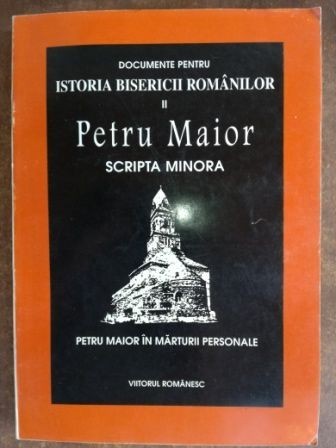 DOCUMENTE PENTRU
ISTORIA BISERICII ROMÂNILOR
II
Petru Maior
SCRIPTA MINORA
PETRU MAIOR ÎN MĂRTURII PERSONALE
VIITORUL ROMÂNESC